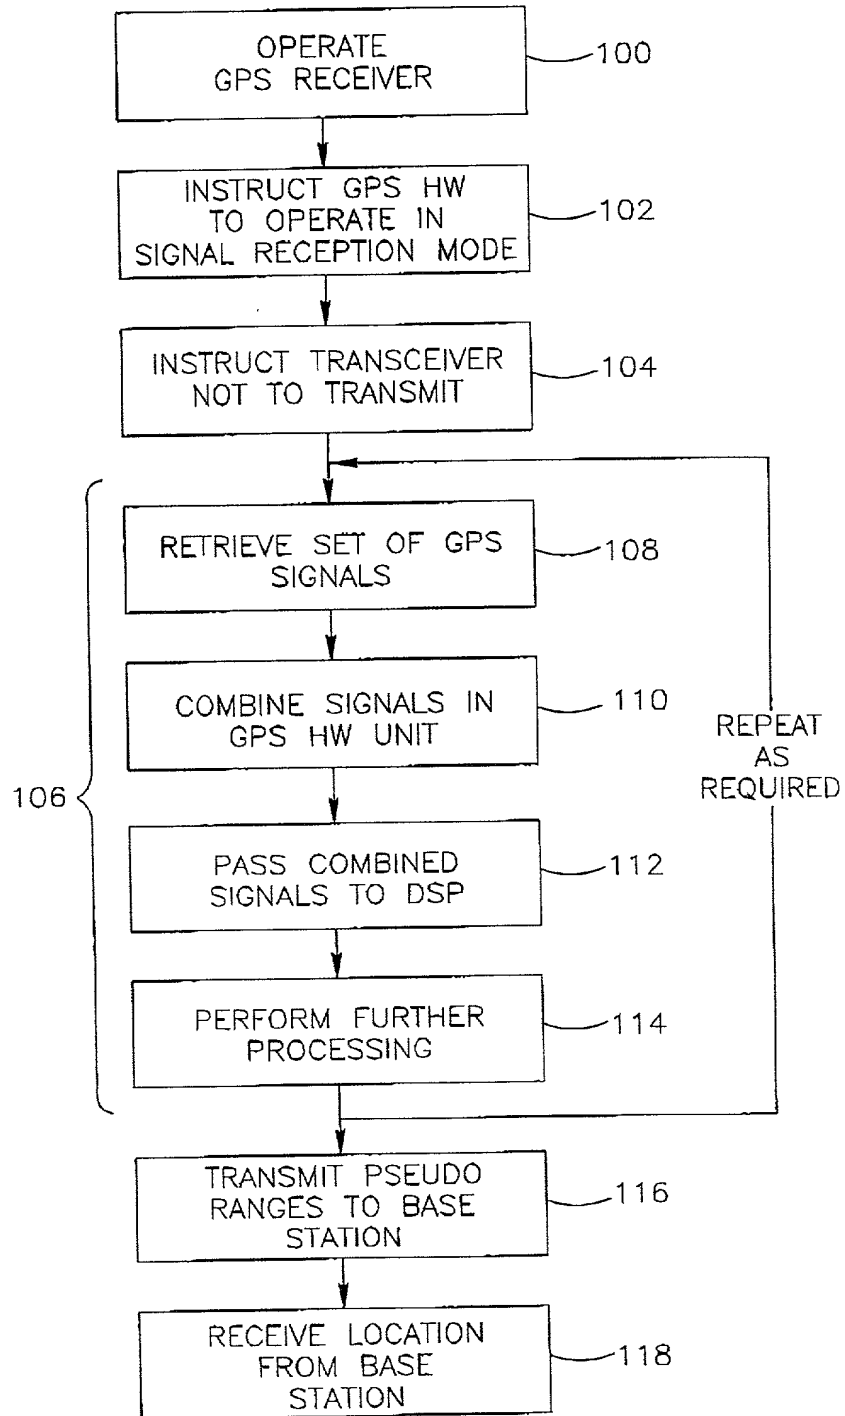 OPERATE
GPS RECEIVER
100
INSTRUCT GPS HW
TO OPERATE IN
SIGNAL RECEPTION MODE
102
INSTRUCT TRANSCEIVER
NOT TO TRANSMIT
104
106
RETRIEVE SET OF GPS
SIGNALS
108
COMBINE SIGNALS IN
GPS HW UNIT
110
REPEAT
AS
REQUIRED
PASS COMBINED
SIGNALS TO DSP
112
PERFORM FURTHER
PROCESSING
114
TRANSMIT PSEUDO
RANGES TO BASE
STATION
116
RECEIVE LOCATION
FROM BASE
STATION
118